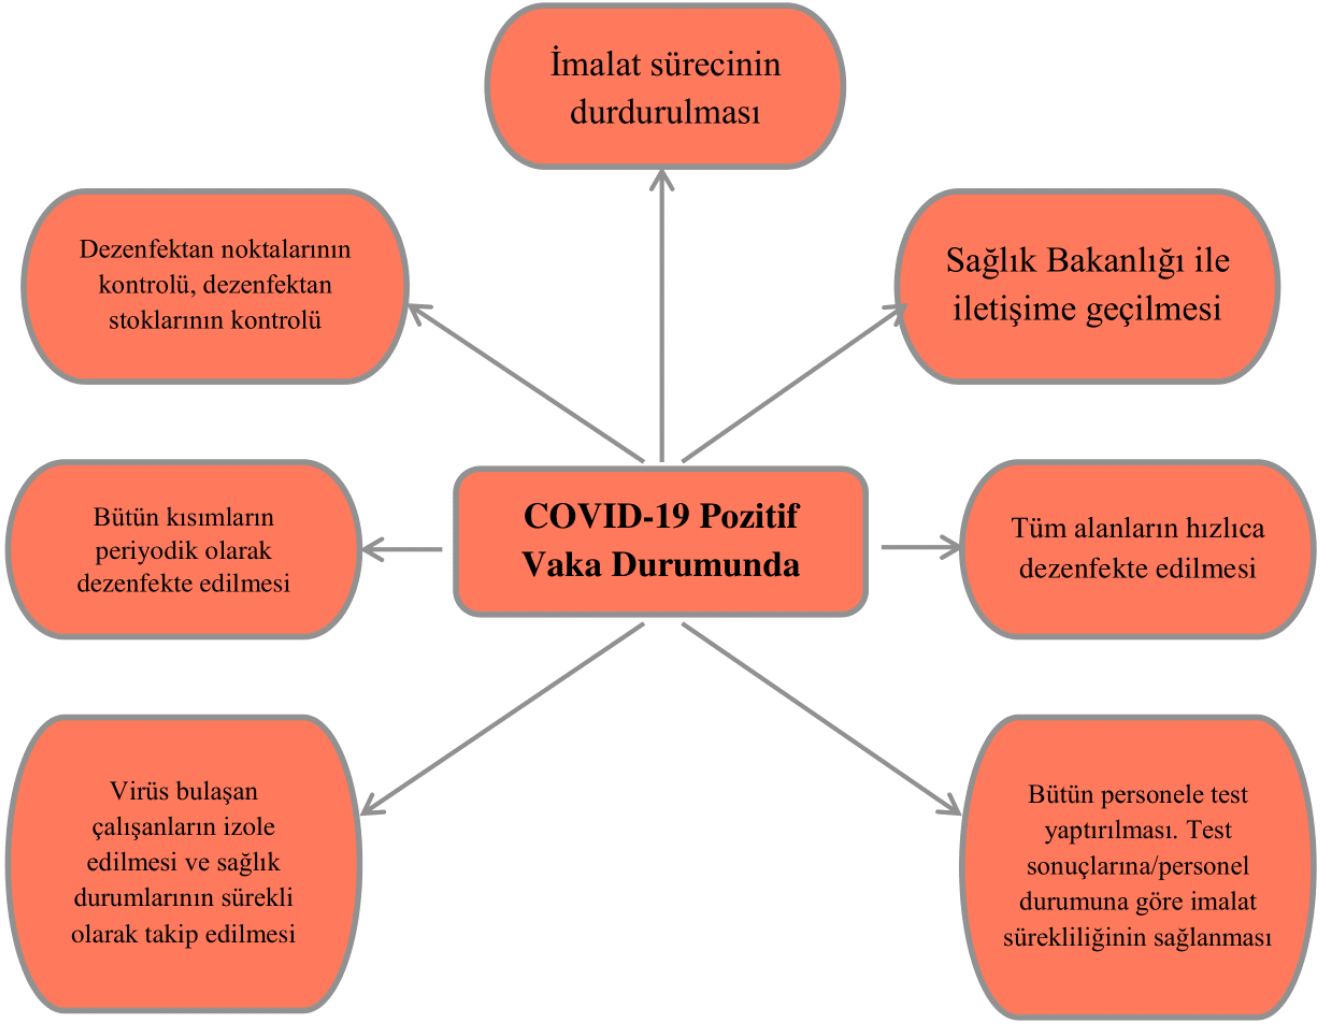 İmalat sürecinin
durdurulması
Dezenfektan noktalarının
kontrolü, dezenfektan
stoklarının kontrolü
Sağlık Bakanlığı ile
iletişime geçilmesi
Bütün kısımların
periyodik olarak
dezenfekte edilmesi
COVID-19 Pozitif
Vaka Durumunda
Tüm alanların hızlıca
dezenfekte edilmesi
Virüs bulaşan
çalışanların izole
edilmesi ve sağlık
durumlarının sürekli
olarak takip edilmesi
Bütün personele test
yaptırılması. Test
sonuçlarına/personel
durumuna göre imalat
sürekliliğinin sağlanması